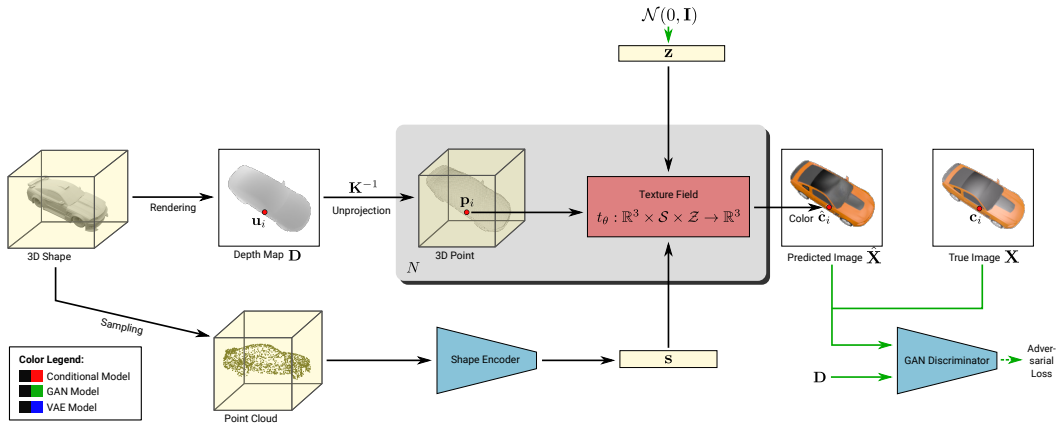 𝒩(0, I)
z
Texture Field
t_θ : ℝ³ × 𝒮 × 𝒵 → ℝ³
3D Shape
Rendering
u_i
Depth Map D
K⁻¹
Unprojection
p_i
3D Point
N
Color ĉ_i
Predicted Image X̂
c_i
True Image X
Sampling
Point Cloud
Shape Encoder
s
D
GAN Discriminator
Adver-
sarial
Loss
Color Legend:
Conditional Model
GAN Model
VAE Model